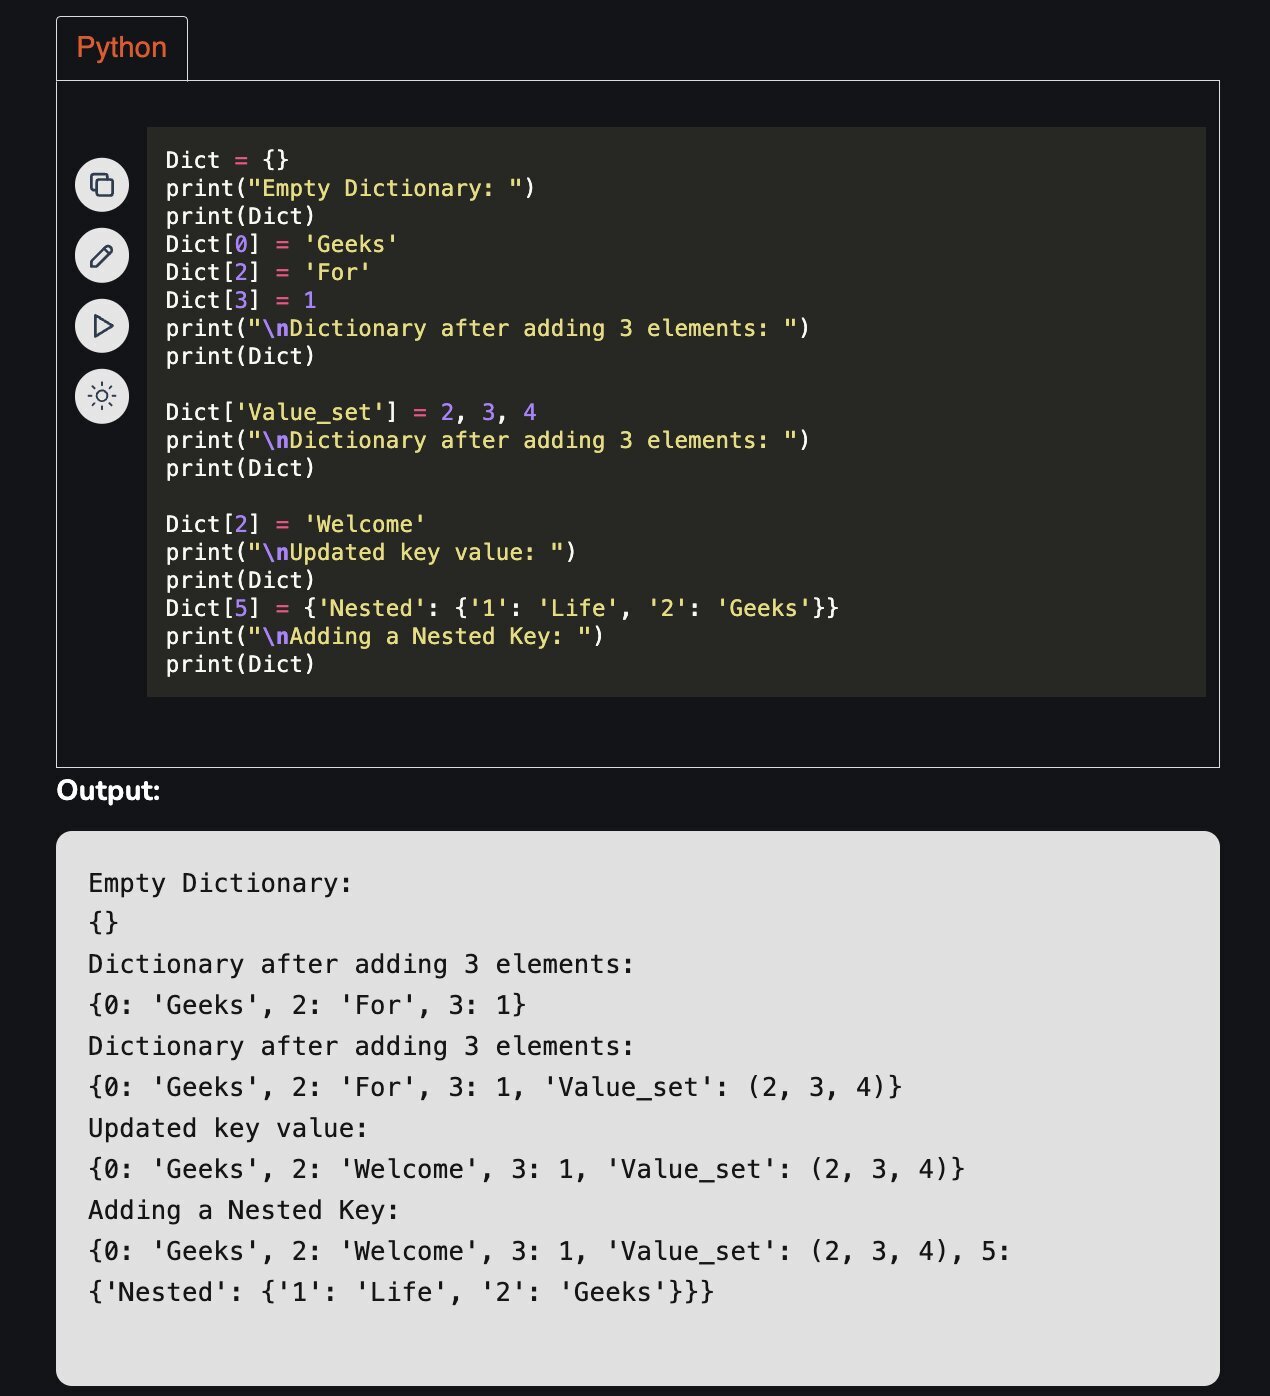 Python
Dict = {}
print("Empty Dictionary: ")
print(Dict)
Dict[0] = 'Geeks'
Dict[2] = 'For'
Dict[3] = 1
print("\nDictionary after adding 3 elements: ")
print(Dict)
Dict['Value_set'] = 2, 3, 4
print("\nDictionary after adding 3 elements: ")
print(Dict)
Dict[2] = 'Welcome'
print("\nUpdated key value: ")
print(Dict)
Dict[5] = {'Nested': {'1': 'Life', '2': 'Geeks'}}
print("\nAdding a Nested Key: ")
print(Dict)
Output:
Empty Dictionary:
{}
Dictionary after adding 3 elements:
{0: 'Geeks', 2: 'For', 3: 1}
Dictionary after adding 3 elements:
{0: 'Geeks', 2: 'For', 3: 1, 'Value_set': (2, 3, 4)}
Updated key value:
{0: 'Geeks', 2: 'Welcome', 3: 1, 'Value_set': (2, 3, 4)}
Adding a Nested Key:
{0: 'Geeks', 2: 'Welcome', 3: 1, 'Value_set': (2, 3, 4), 5:
{'Nested': {'1': 'Life', '2': 'Geeks'}}}